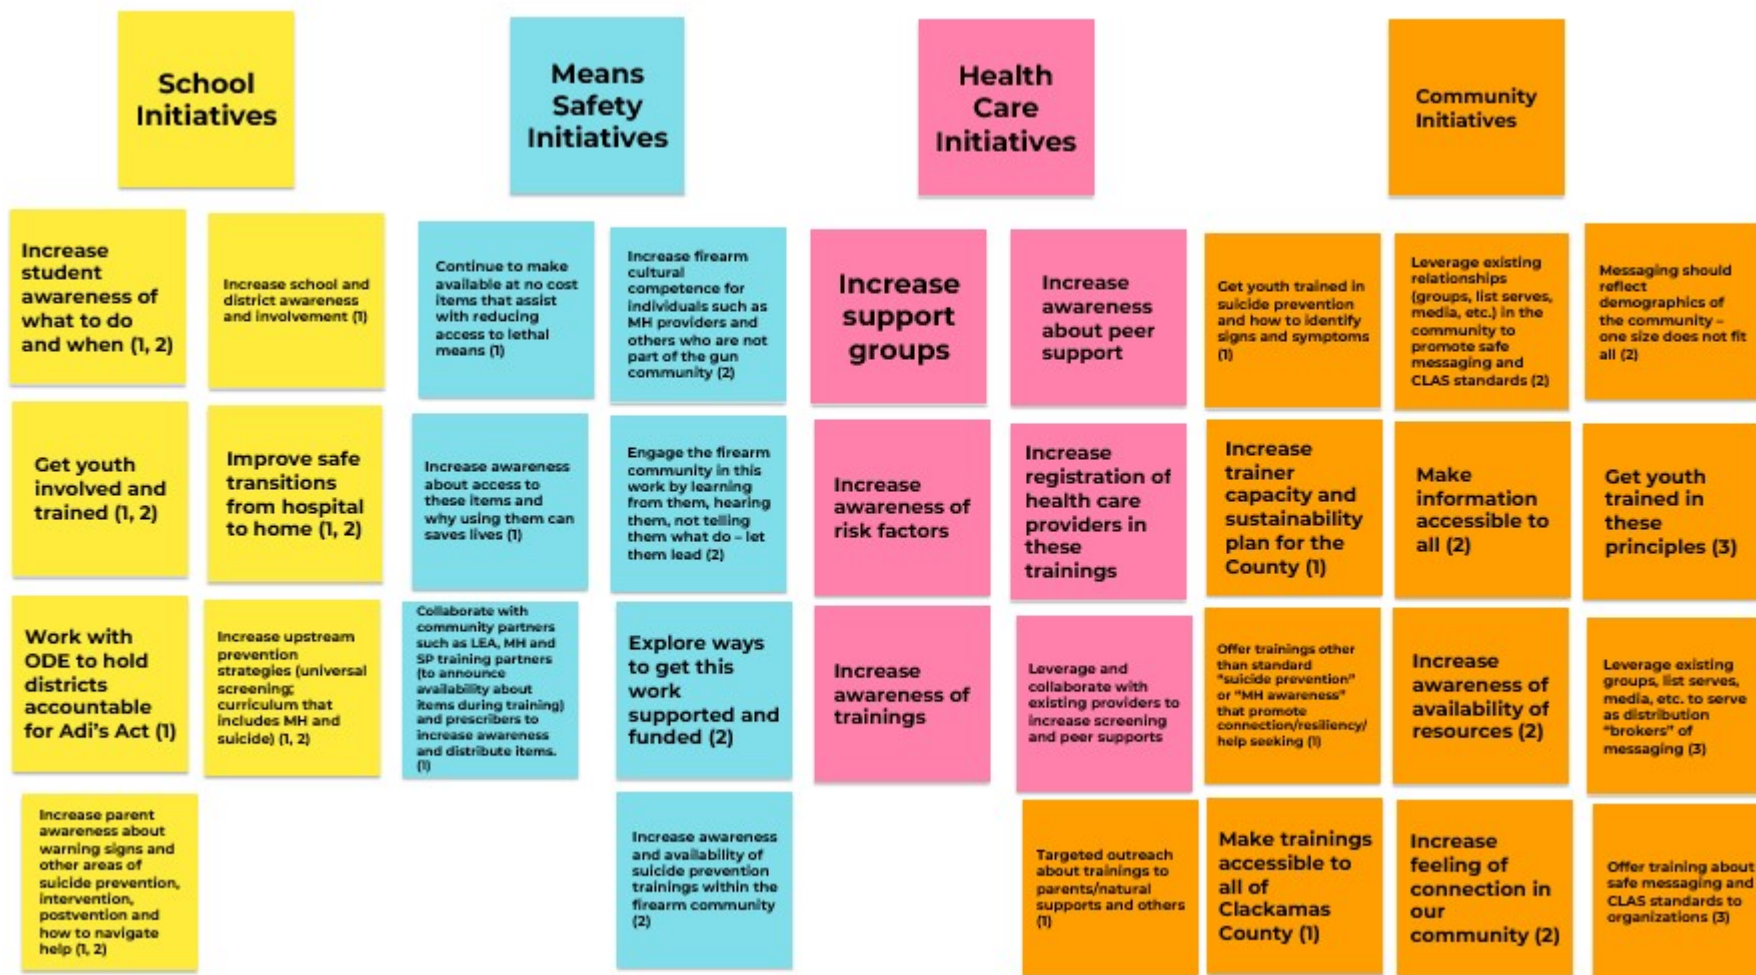 School
Initiatives
Means
Safety
Initiatives
Health
Care
Initiatives
Community
Initiatives
Increase
student
awareness of
what to do
and when (1, 2)
Increase school and
district awareness
and involvement (1)
Continue to make
available at no cost
items that assist
with reducing
access to lethal
means (1)
Increase firearm
cultural
competence for
individuals such as
MH providers and
others who are not
part of the gun
community (2)
Increase
support
groups
Increase
awareness
about peer
support
Get youth trained in
suicide prevention
and how to identify
signs and symptoms
(1)
Leverage existing
relationships
(groups, list serves,
media, etc.) in the
community to
promote safe
messaging and
CLAS standards (2)
Messaging should
reflect
demographics of
the community –
one size does not fit
all (2)
Get youth
involved and
trained (1, 2)
Improve safe
transitions
from hospital
to home (1, 2)
Increase awareness
about access to
these items and
why using them can
saves lives (1)
Engage the firearm
community in this
work by learning
from them, hearing
them, not telling
them what do – let
them lead (2)
Increase
awareness of
risk factors
Increase
registration of
health care
providers in
these
trainings
Increase
trainer
capacity and
sustainability
plan for the
County (1)
Make
information
accessible to
all (2)
Get youth
trained in
these
principles (3)
Work with
ODE to hold
districts
accountable
for Adi's Act (1)
Increase upstream
prevention
strategies (universal
screening;
curriculum that
includes MH and
suicide) (1, 2)
Collaborate with
community partners
such as LEA, MH and
SP training partners
(to announce
availability about
items during training)
and prescribers to
increase awareness
and distribute items.
(1)
Explore ways
to get this
work
supported and
funded (2)
Increase
awareness of
trainings
Leverage and
collaborate with
existing providers to
increase screening
and peer supports
Offer trainings other
than standard
"suicide prevention"
or "MH awareness"
that promote
connection/resiliency/
help seeking (1)
Increase
awareness of
availability of
resources (2)
Leverage existing
groups, list serves,
media, etc. to serve
as distribution
"brokers" of
messaging (3)
Increase parent
awareness about
warning signs and
other areas of
suicide prevention,
intervention,
postvention and
how to navigate
help (1, 2)
Increase awareness
and availability of
suicide prevention
trainings within the
firearm community
(2)
Targeted outreach
about trainings to
parents/natural
supports and others
(1)
Make trainings
accessible to
all of
Clackamas
County (1)
Increase
feeling of
connection in
our
community (2)
Offer training about
safe messaging and
CLAS standards to
organizations (3)